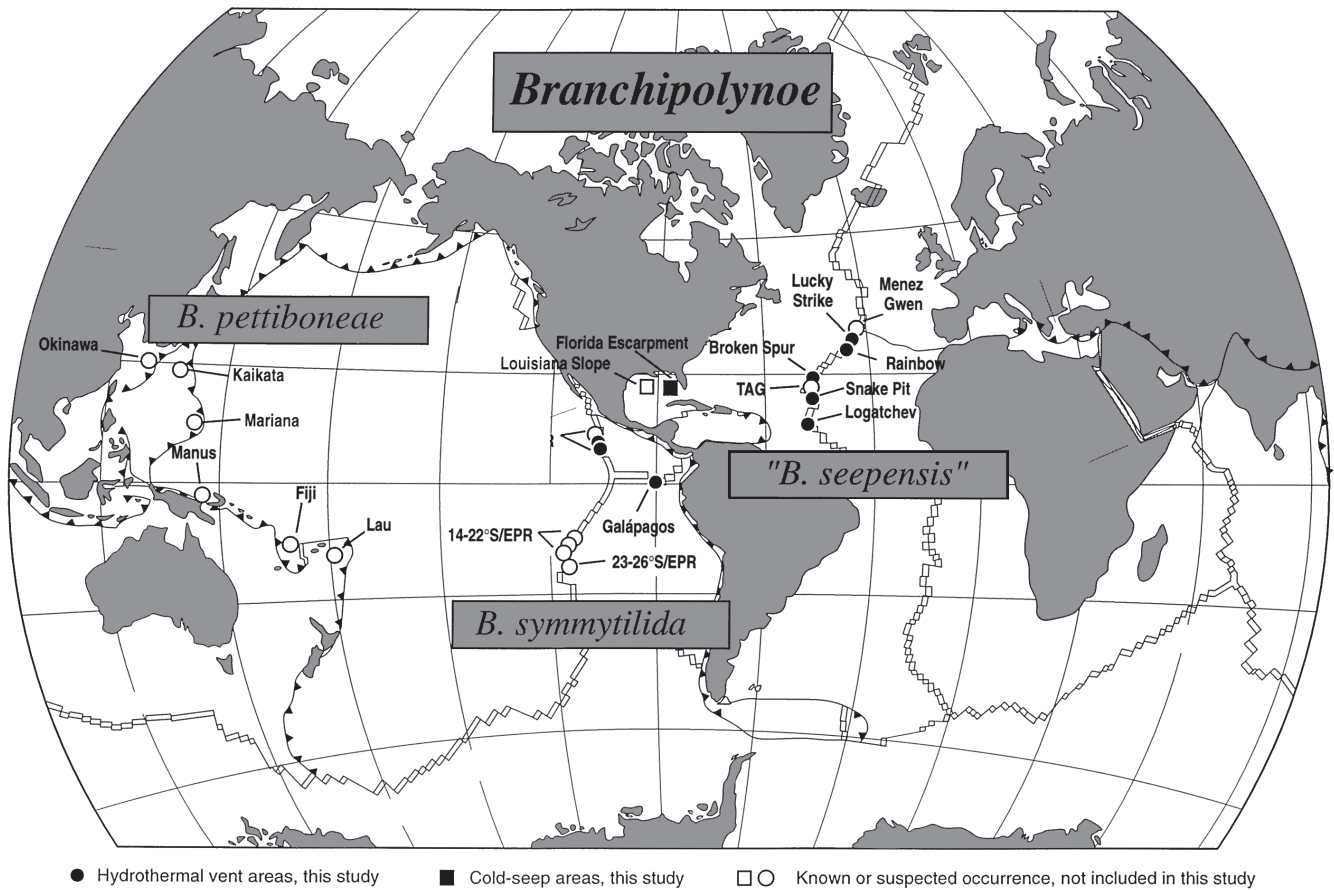 Branchipolynoe
B. pettiboneae
Okinawa
Kaikata
Mariana
Manus
Fiji
Lau
Lucky
Strike
Menez
Gwen
Florida Escarpment
Louisiana Slope
Broken Spur
Rainbow
TAG
Snake Pit
Logatchev
"B. seepensis"
Galápagos
14-22°S/EPR
23-26°S/EPR
B. symmytilida
Hydrothermal vent areas, this study
Cold-seep areas, this study
Known or suspected occurrence, not included in this study